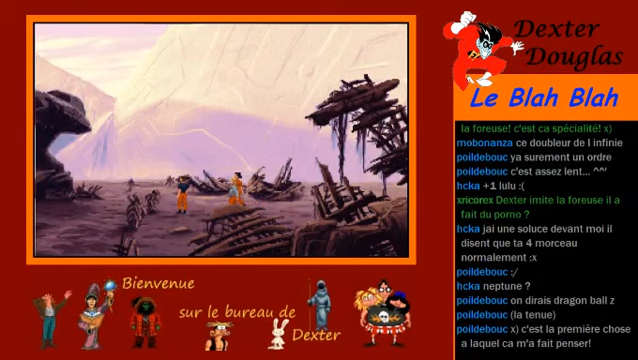 Dexter
Douglas
Le Blah Blah
la foreuse! c'est ca spécialité! x)
mobonanza ce doubleur de l infinie
poildebouc ya surement un ordre
poildebouc c'est assez lent... ^^'
hcka +1 lulu :(
xricorex Dexter imite la foreuse il a
fait du porno ?
hcka jai une soluce devant moi il
disent que ta 4 morceau
normalement :x
poildebouc :/
hcka neptune ?
poildebouc on dirais dragon ball z
poildebouc (la tenue)
poildebouc x) c'est la première chose
a laquel ca m'a fait penser!
Bienvenue
sur le bureau de
Dexter